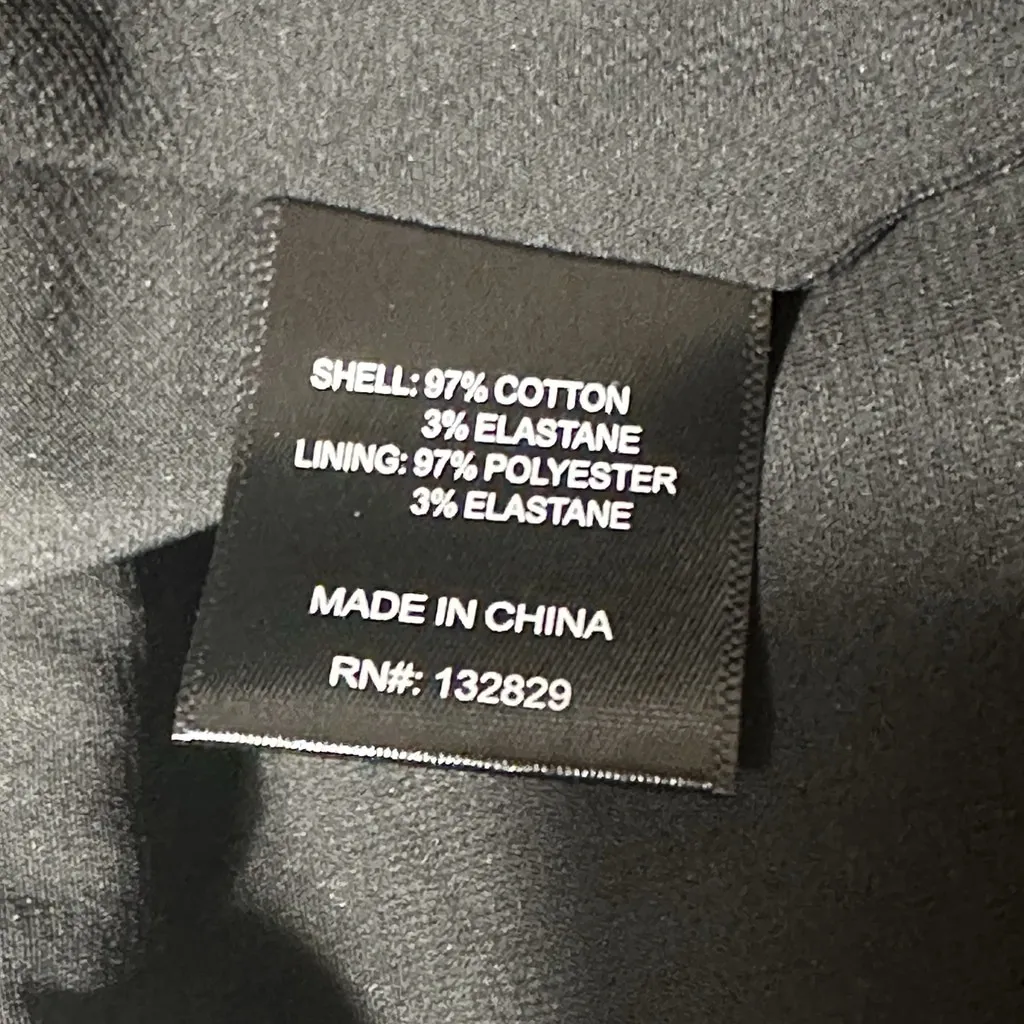 SHELL: 97% COTTON
3% ELASTANE
LINING: 97% POLYESTER
3% ELASTANE
MADE IN CHINA
RN#: 132829